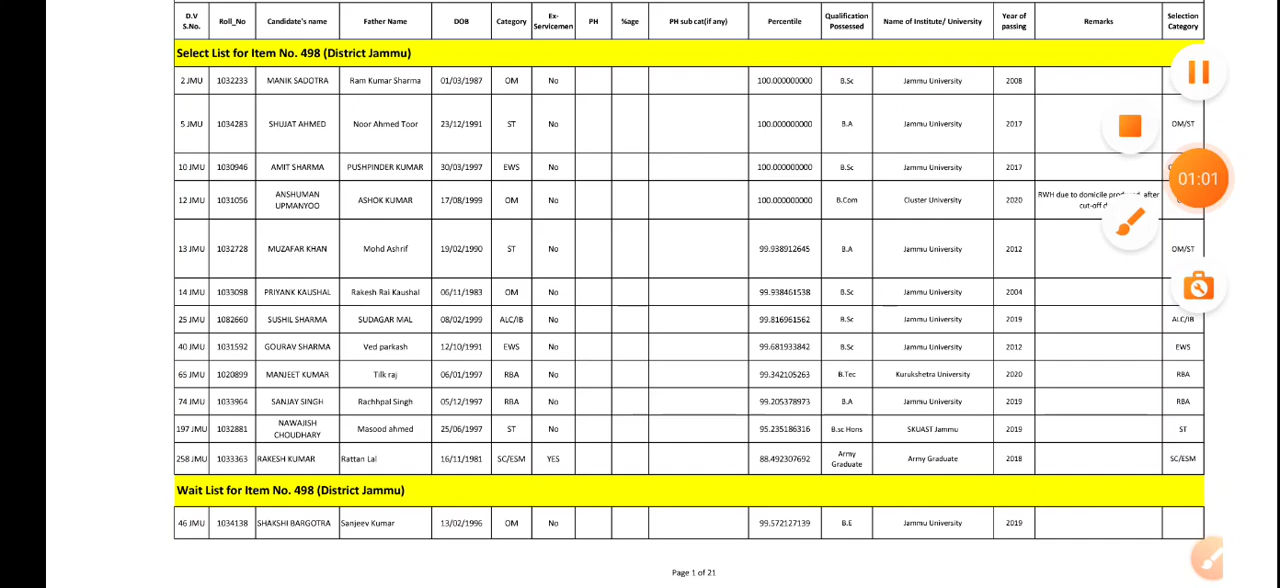 D.V S.No. Roll_No Candidate's name Father Name DOB Category Ex-Servicemen PH %age PH sub cat(if any) Percentile Qualification Possessed Name of Institute/ University Year of passing Remarks Selection Category
Select List for Item No. 498 (District Jammu)
2 JMU 1032233 MANIK SADOTRA Ram Kumar Sharma 01/03/1987 OM No 100.000000000 B.Sc Jammu University 2008
5 JMU 1034283 SHUJAT AHMED Noor Ahmed Toor 23/12/1991 ST No 100.000000000 B.A Jammu University 2017 OM/ST
10 JMU 1030946 AMIT SHARMA PUSHPINDER KUMAR 30/03/1997 EWS No 100.000000000 B.Sc Jammu University 2017
12 JMU 1031056 ANSHUMAN UPMANYOO ASHOK KUMAR 17/08/1999 OM No 100.000000000 B.Com Cluster University 2020 RWH due to domicile after cut-off
13 JMU 1032728 MUZAFAR KHAN Mohd Ashrif 19/02/1990 ST No 99.938912645 B.A Jammu University 2012 OM/ST
14 JMU 1033098 PRIYANK KAUSHAL Rakesh Rai Kaushal 06/11/1983 OM No 99.938461538 B.Sc Jammu University 2004
25 JMU 1082660 SUSHIL SHARMA SUDAGAR MAL 08/02/1999 ALC/IB No 99.816961562 B.Sc Jammu University 2019 ALC/IB
40 JMU 1031592 GOURAV SHARMA Ved parkash 12/10/1991 EWS No 99.681933842 B.Sc Jammu University 2012 EWS
65 JMU 1020899 MANJEET KUMAR Tilk raj 06/01/1997 RBA No 99.342105263 B.Tec Kurukshetra University 2020 RBA
74 JMU 1033964 SANJAY SINGH Rachhpal Singh 05/12/1997 RBA No 99.205378973 B.A Jammu University 2019 RBA
197 JMU 1032881 NAWAJISH CHOUDHARY Masood ahmed 25/06/1997 ST No 95.235186316 B.sc Hons SKUAST Jammu 2019 ST
258 JMU 1033363 RAKESH KUMAR Rattan Lal 16/11/1981 SC/ESM YES 88.492307692 Army Graduate Army Graduate 2018 SC/ESM
Wait List for Item No. 498 (District Jammu)
46 JMU 1034138 SHAKSHI BARGOTRA Sanjeev Kumar 13/02/1996 OM No 99.572127139 B.E Jammu University 2019
Page 1 of 21
01:01